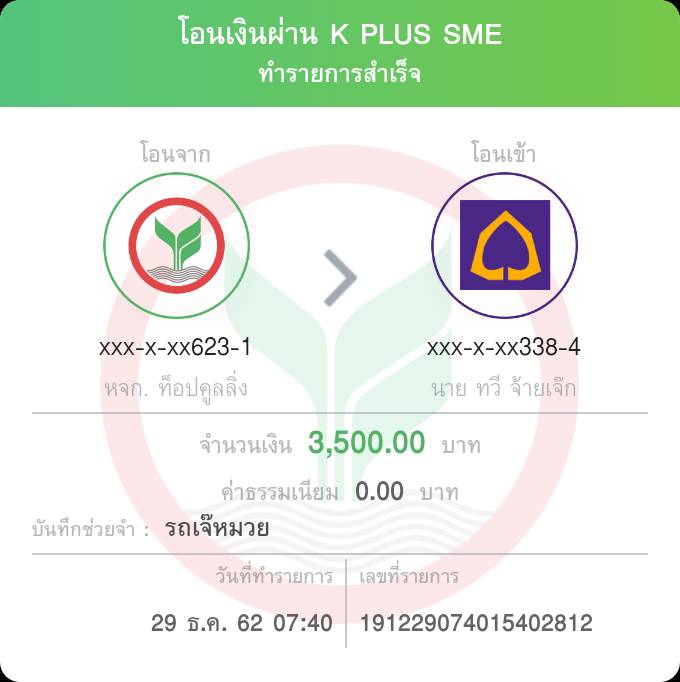 โอนเงินผ่าน K PLUS SME
ทำรายการสำเร็จ
โอนจาก
โอนเข้า
xxx-x-xx623-1
xxx-x-xx338-4
หจก. ท็อปคูลลิ่ง
นาย ทวี จ้ายเจ๊ก
จำนวนเงิน 3,500.00 บาท
ค่าธรรมเนียม 0.00 บาท
บันทึกช่วยจำ : รถเจ๊หมวย
วันที่ทำรายการ
เลขที่รายการ
29 ธ.ค. 62 07:40
191229074015402812